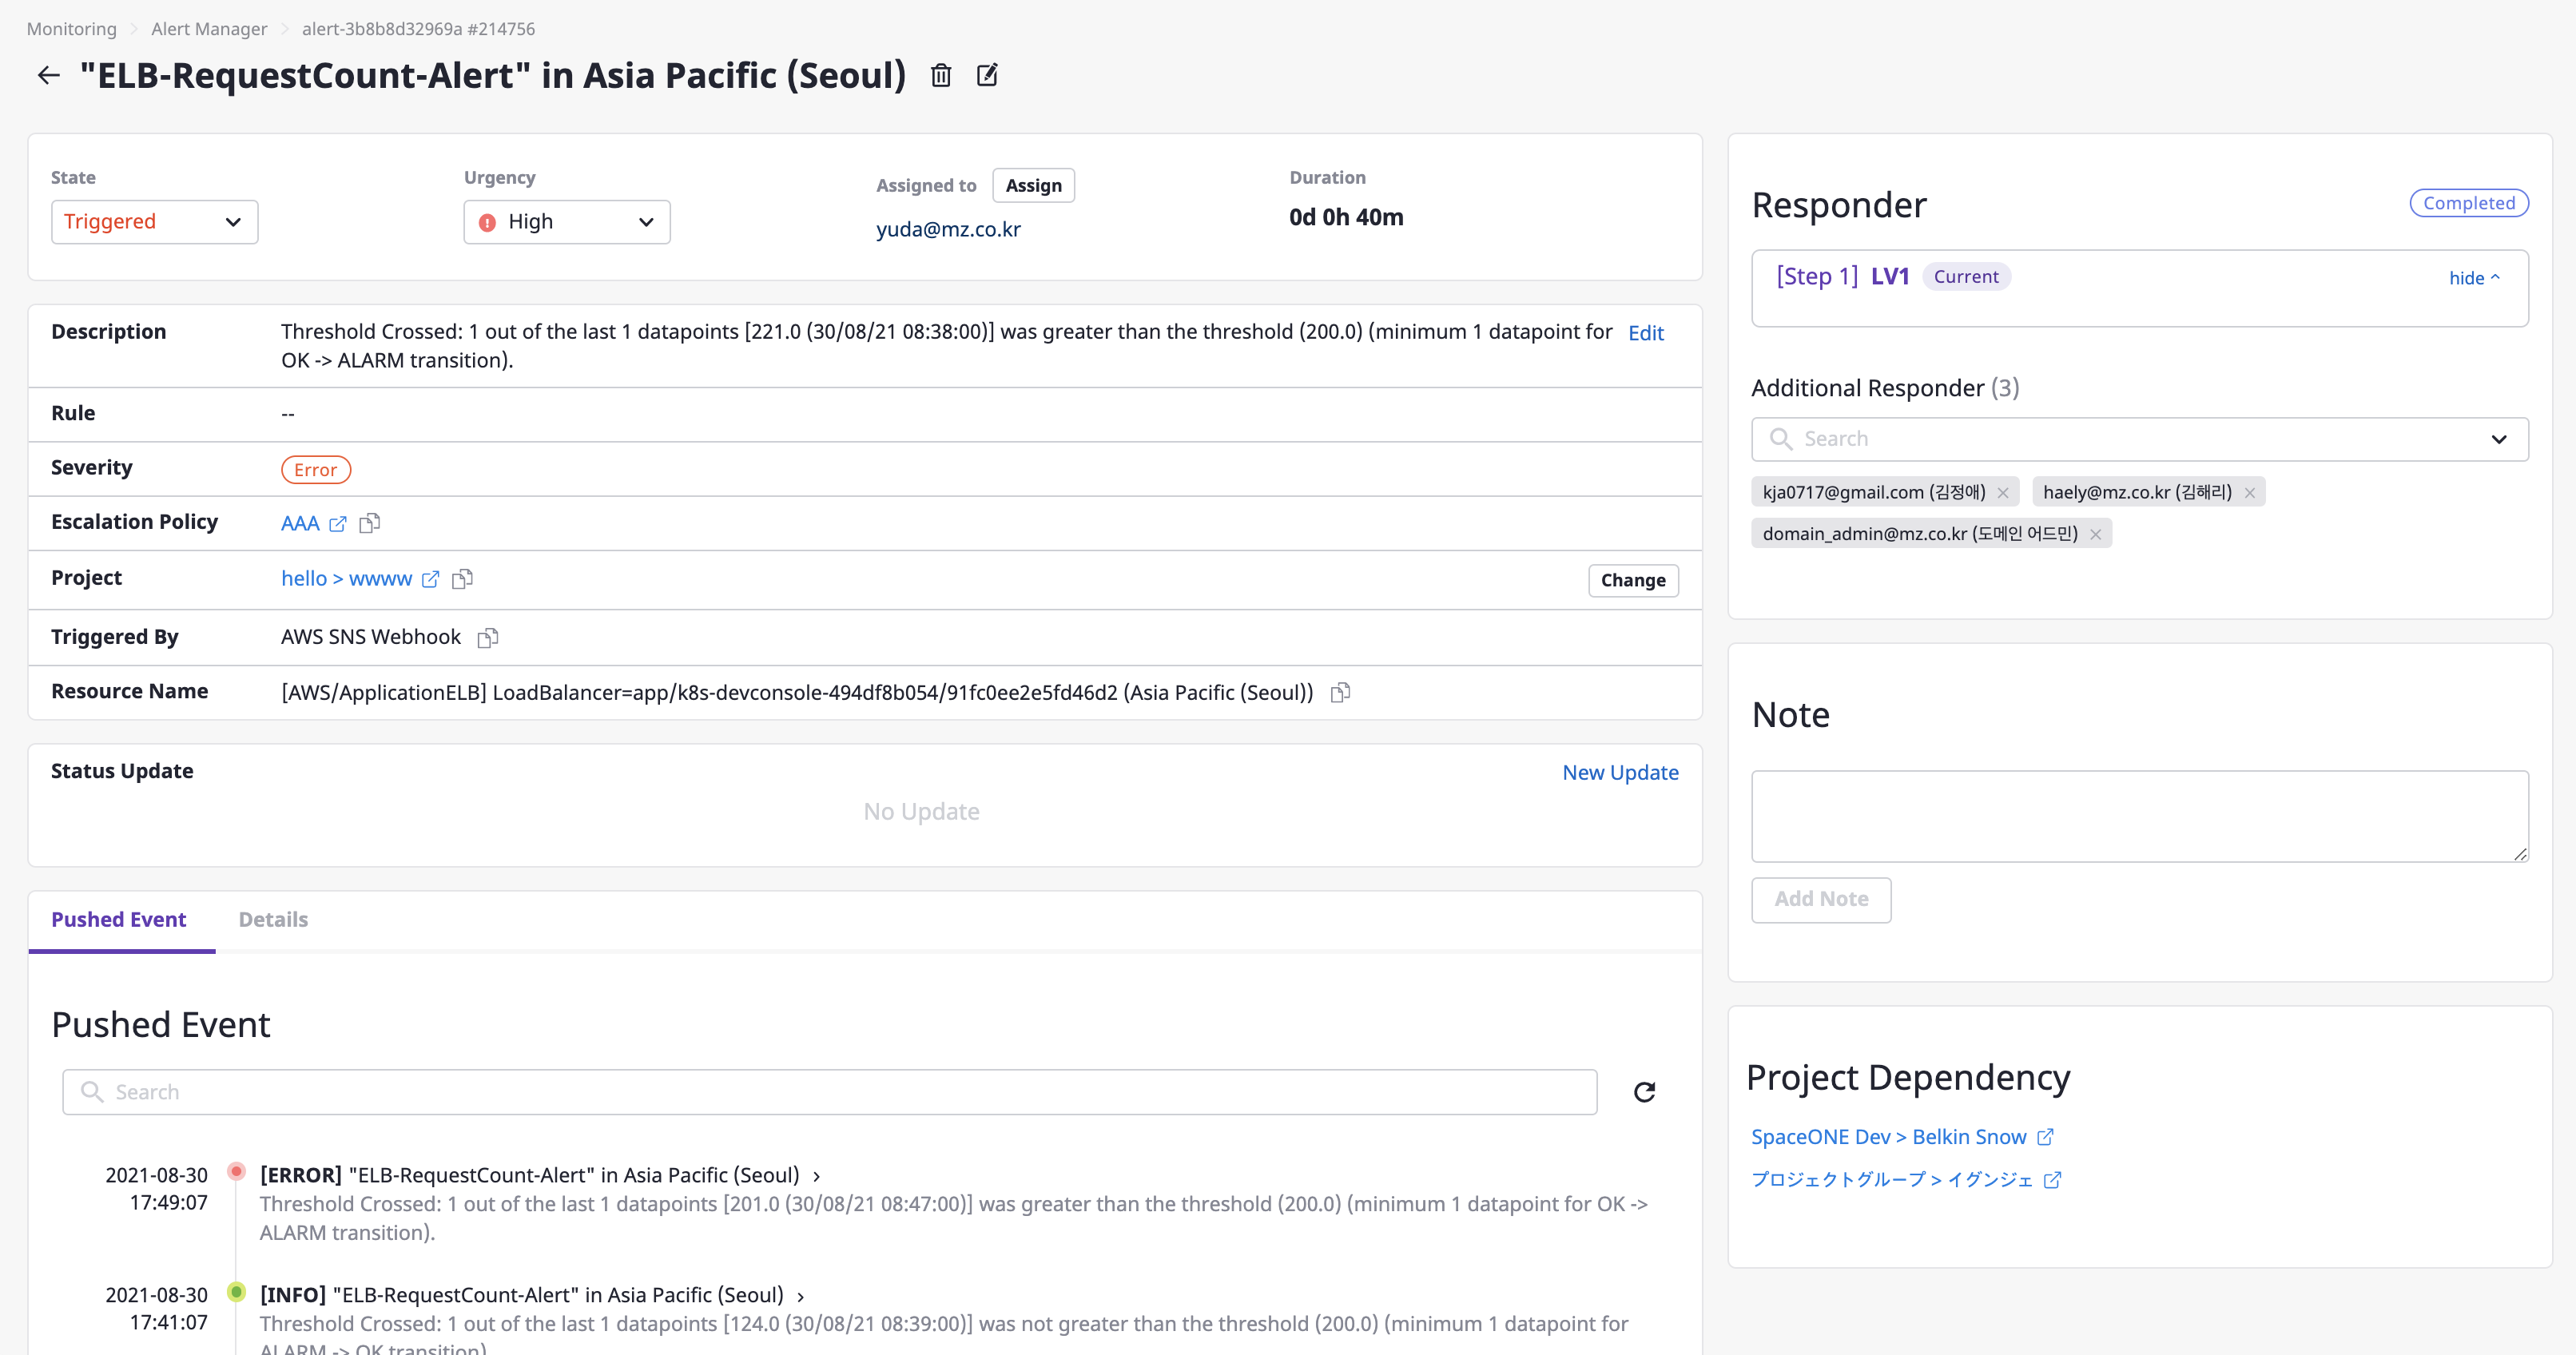 Monitoring > Alert Manager > alert-3b8b8d32969a #214756
"ELB-RequestCount-Alert" in Asia Pacific (Seoul)
State
Triggered
Urgency
High
Assigned to Assign
yuda@mz.co.kr
Duration
0d 0h 40m
Description
Threshold Crossed: 1 out of the last 1 datapoints [221.0 (30/08/21 08:38:00)] was greater than the threshold (200.0) (minimum 1 datapoint for
OK -> ALARM transition).
Edit
Rule
--
Severity
Error
Escalation Policy
AAA
Project
hello > wwww
Change
Triggered By
AWS SNS Webhook
Resource Name
[AWS/ApplicationELB] LoadBalancer=app/k8s-devconsole-494df8b054/91fc0ee2e5fd46d2 (Asia Pacific (Seoul))
Status Update
New Update
No Update
Pushed Event
Details
Pushed Event
Search
2021-08-30
17:49:07
[ERROR] "ELB-RequestCount-Alert" in Asia Pacific (Seoul) >
Threshold Crossed: 1 out of the last 1 datapoints [201.0 (30/08/21 08:47:00)] was greater than the threshold (200.0) (minimum 1 datapoint for OK ->
ALARM transition).
2021-08-30
17:41:07
[INFO] "ELB-RequestCount-Alert" in Asia Pacific (Seoul) >
Threshold Crossed: 1 out of the last 1 datapoints [124.0 (30/08/21 08:39:00)] was not greater than the threshold (200.0) (minimum 1 datapoint for
ALARM -> OK transition)
Responder
Completed
[Step 1] LV1 Current
hide
Additional Responder (3)
Search
kja0717@gmail.com (김정애)
haely@mz.co.kr (김해리)
domain_admin@mz.co.kr (도메인 어드민)
Note
Add Note
Project Dependency
SpaceONE Dev > Belkin Snow
プロジェクトグループ > イグンジェ